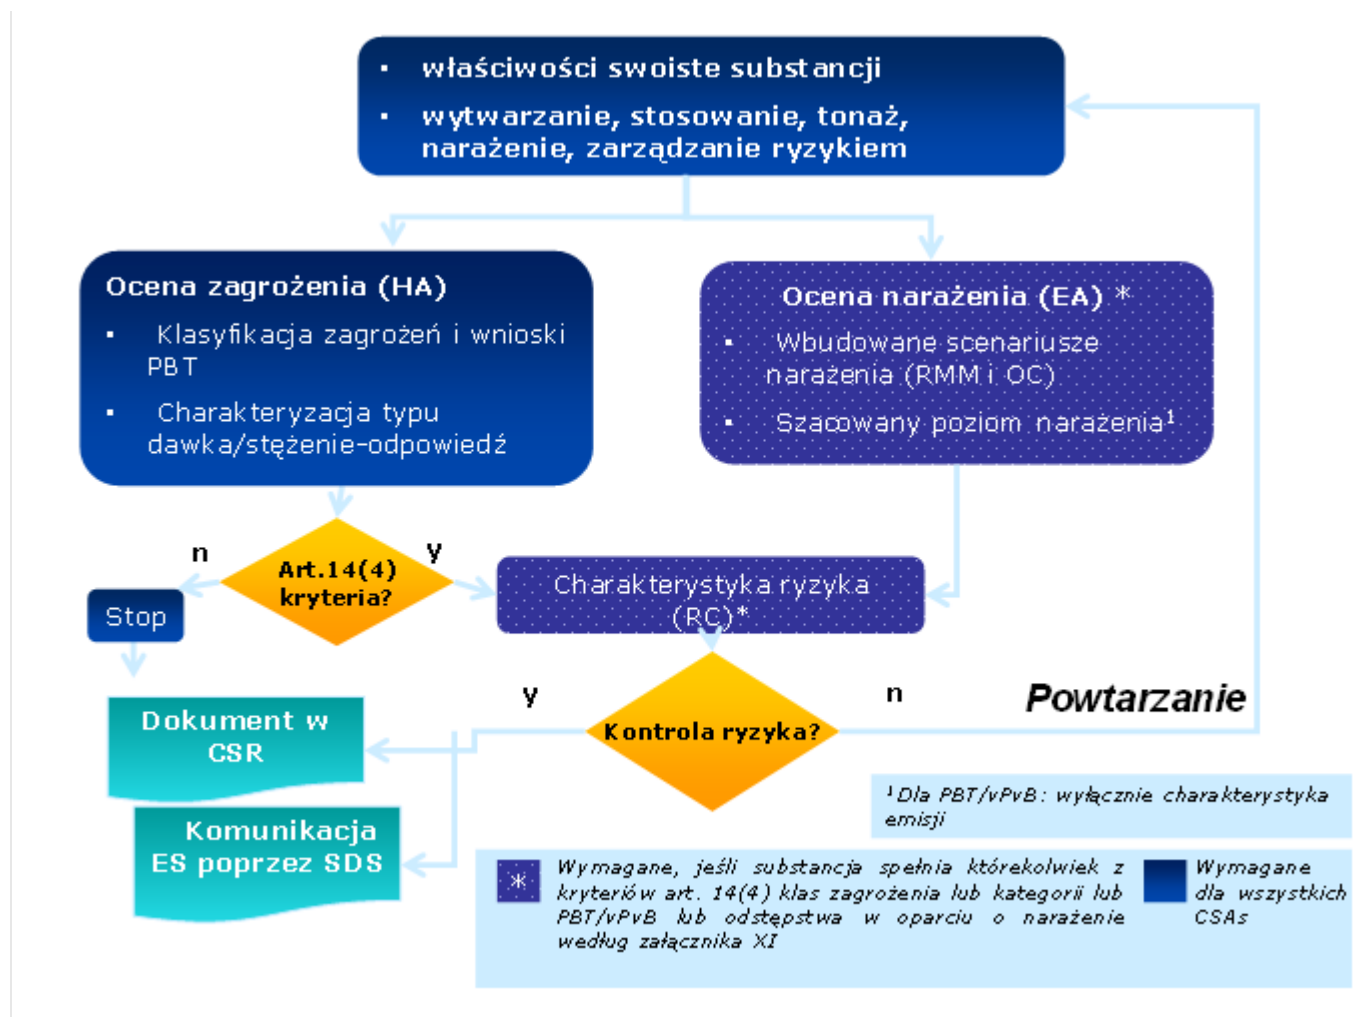 ▪ właściwości swoiste substancji
▪ wytwarzanie, stosowanie, tonaż,
narażenie, zarządzanie ryzykiem
Ocena zagrożenia (HA)
▪ Klasyfikacja zagrożeń i wnioski
PBT
▪ Charakteryzacja typu
dawka/stężenie-odpowiedź
Ocena narażenia (EA) *
▪ Wbudowane scenariusze
narażenia (RMM i OC)
▪ Szacowany poziom narażenia¹
n
Art.14(4)
kryteria?
y
Stop
Charakterystyka ryzyka
(RC)*
y
Kontrola ryzyka?
n
Powtarzanie
Dokument w
CSR
Komunikacja
ES poprzez SDS
¹Dla PBT/vPvB: wyłącznie charakterystyka
emisji
* Wymagane, jeśli substancja spełnia którekolwiek z
kryteriów art. 14(4) klas zagrożenia lub kategorii lub
PBT/vPvB lub odstępstwa w oparciu o narażenie
według załącznika XI
Wymagane
dla wszystkich
CSAs